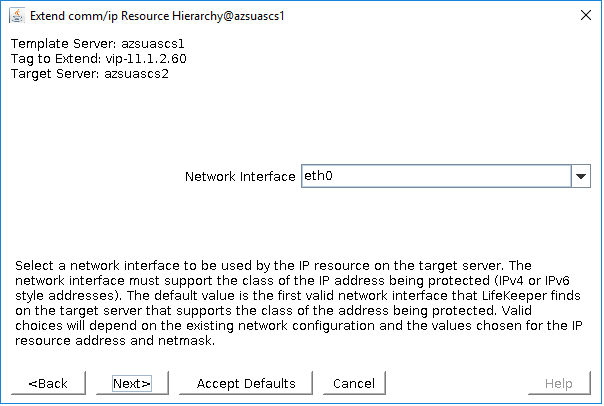 Extend comm/ip Resource Hierarchy@azsuascs1
Template Server: azsuascs1
Tag to Extend: vip-11.1.2.60
Target Server: azsuascs2
Network Interface eth0
Select a network interface to be used by the IP resource on the target server. The
network interface must support the class of the IP address being protected (IPv4 or IPv6
style addresses). The default value is the first valid network interface that LifeKeeper finds
on the target server that supports the class of the address being protected. Valid
choices will depend on the existing network configuration and the values chosen for the IP
resource address and netmask.
<Back Next> Accept Defaults Cancel Help